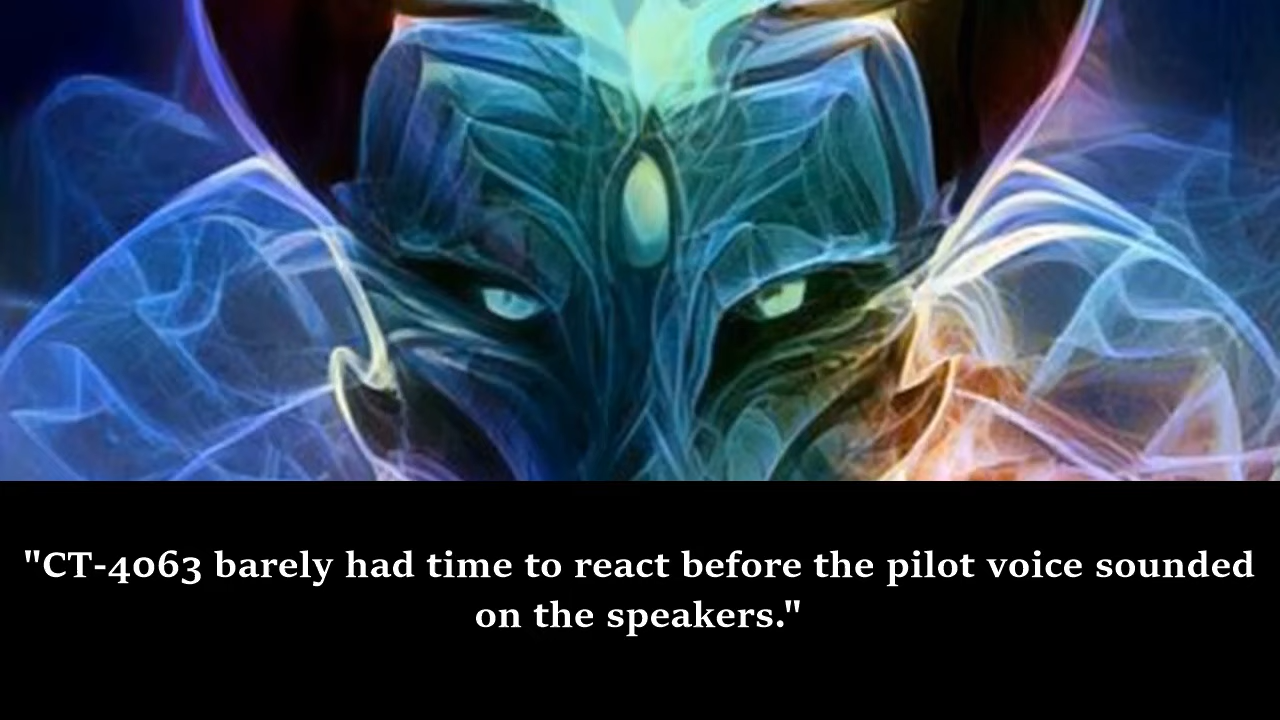 "CT-4063 barely had time to react before the pilot voice sounded
on the speakers."